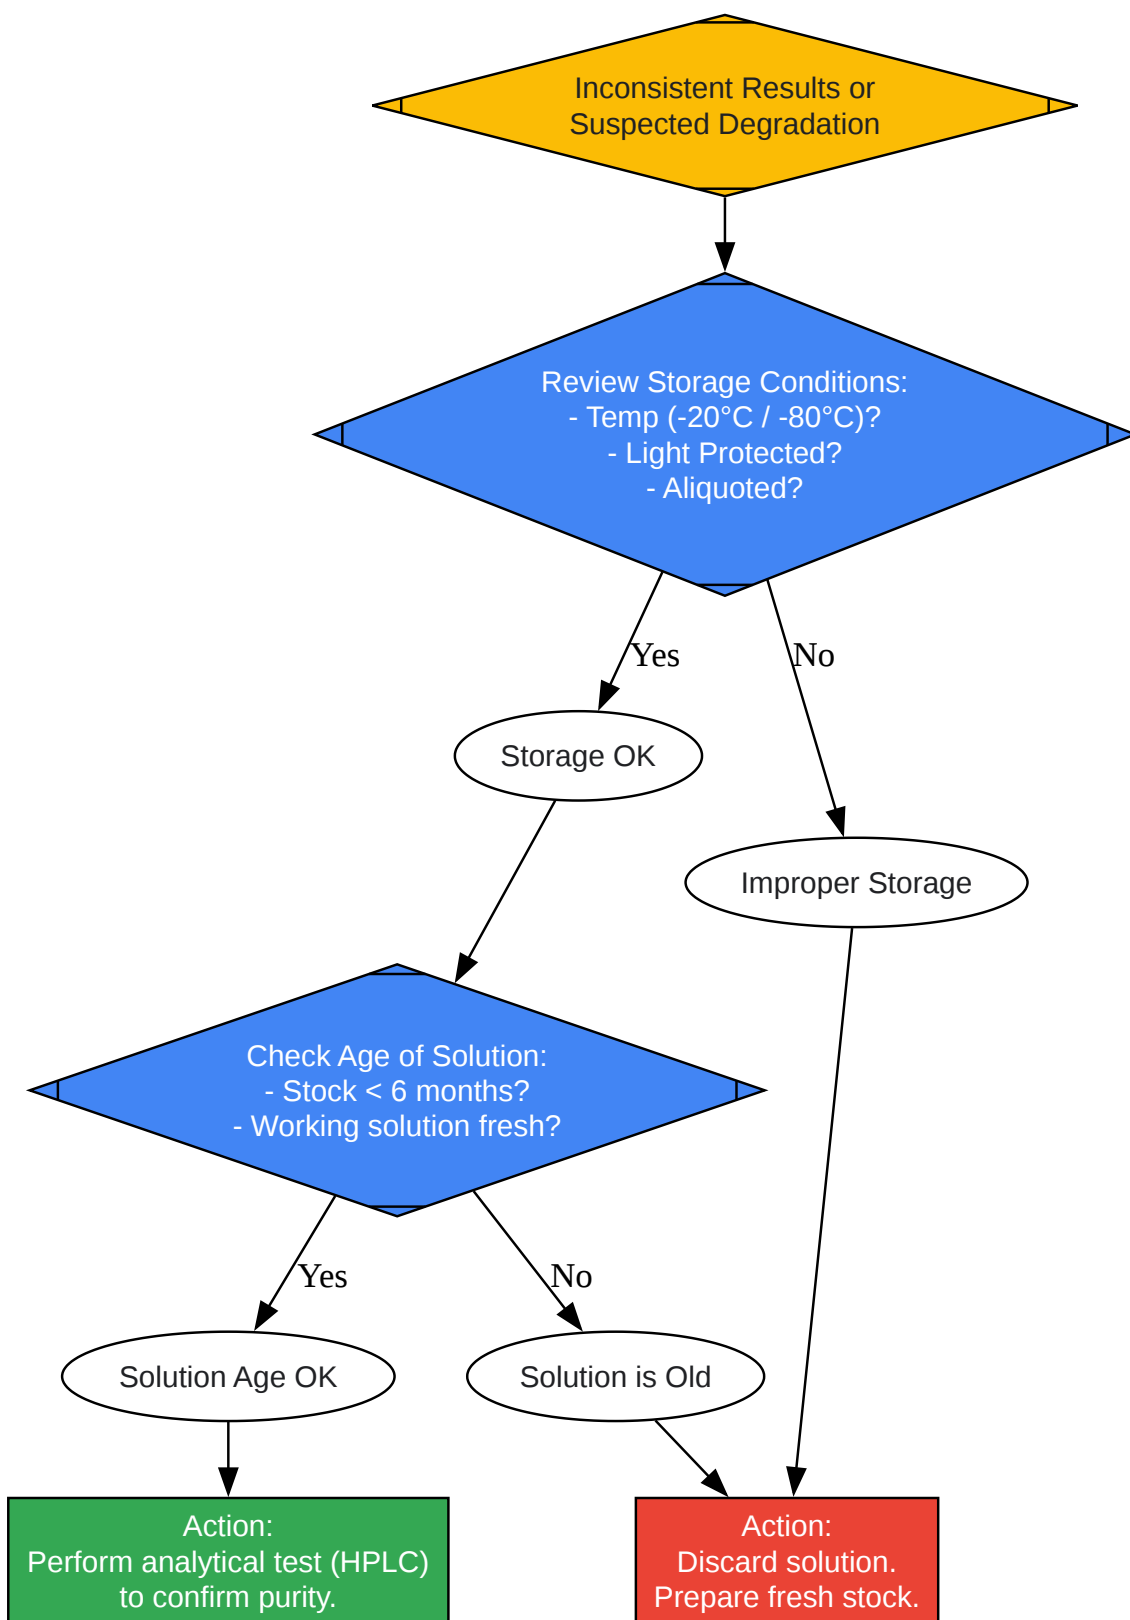 Inconsistent Results or
Suspected Degradation
Review Storage Conditions:
- Temp (-20°C / -80°C)?
- Light Protected?
- Aliquoted?
Yes
No
Storage OK
Improper Storage
Check Age of Solution:
- Stock < 6 months?
- Working solution fresh?
Yes
No
Solution Age OK
Solution is Old
Action:
Perform analytical test (HPLC)
to confirm purity.
Action:
Discard solution.
Prepare fresh stock.